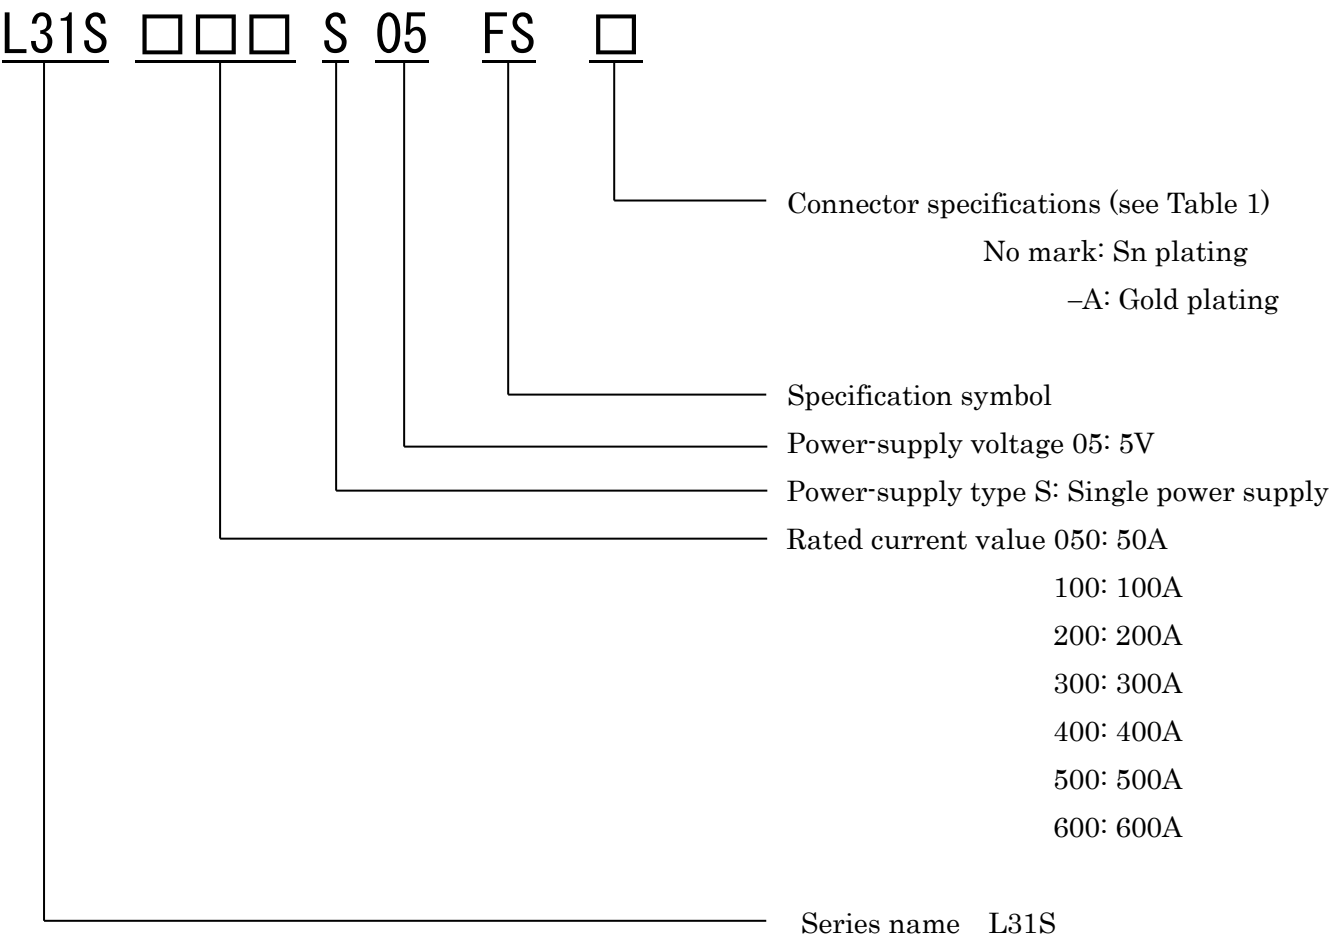 L31S □□□ S 05 FS □
Connector specifications (see Table 1)
No mark: Sn plating
–A: Gold plating
Specification symbol
Power-supply voltage 05: 5V
Power-supply type S: Single power supply
Rated current value 050: 50A
100: 100A
200: 200A
300: 300A
400: 400A
500: 500A
600: 600A
Series name L31S